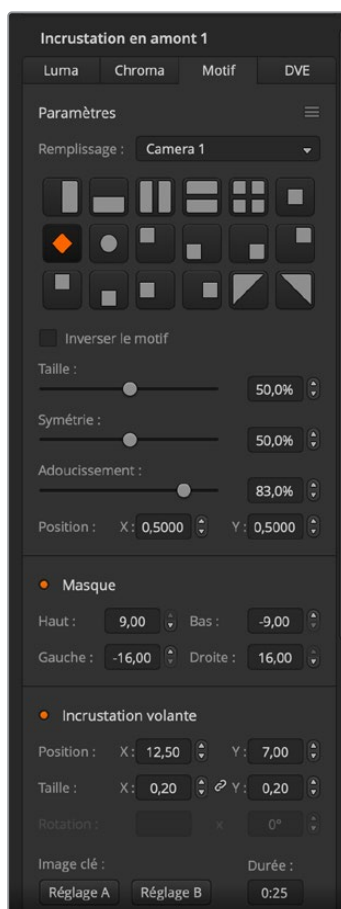 Incrustation en amont 1
Luma Chroma Motif DVE
Paramètres
Remplissage : Camera 1
Inverser le motif
Taille :
50,0%
Symétrie :
50,0%
Adoucissement :
83,0%
Position : X : 0,5000 Y : 0,5000
Masque
Haut : 9,00 Bas : -9,00
Gauche : -16,00 Droite : 16,00
Incrustation volante
Position : X : 12,50 Y : 7,00
Taille : X : 0,20 Y : 0,20
Rotation : x 0°
Image clé : Durée :
Réglage A Réglage B 0:25